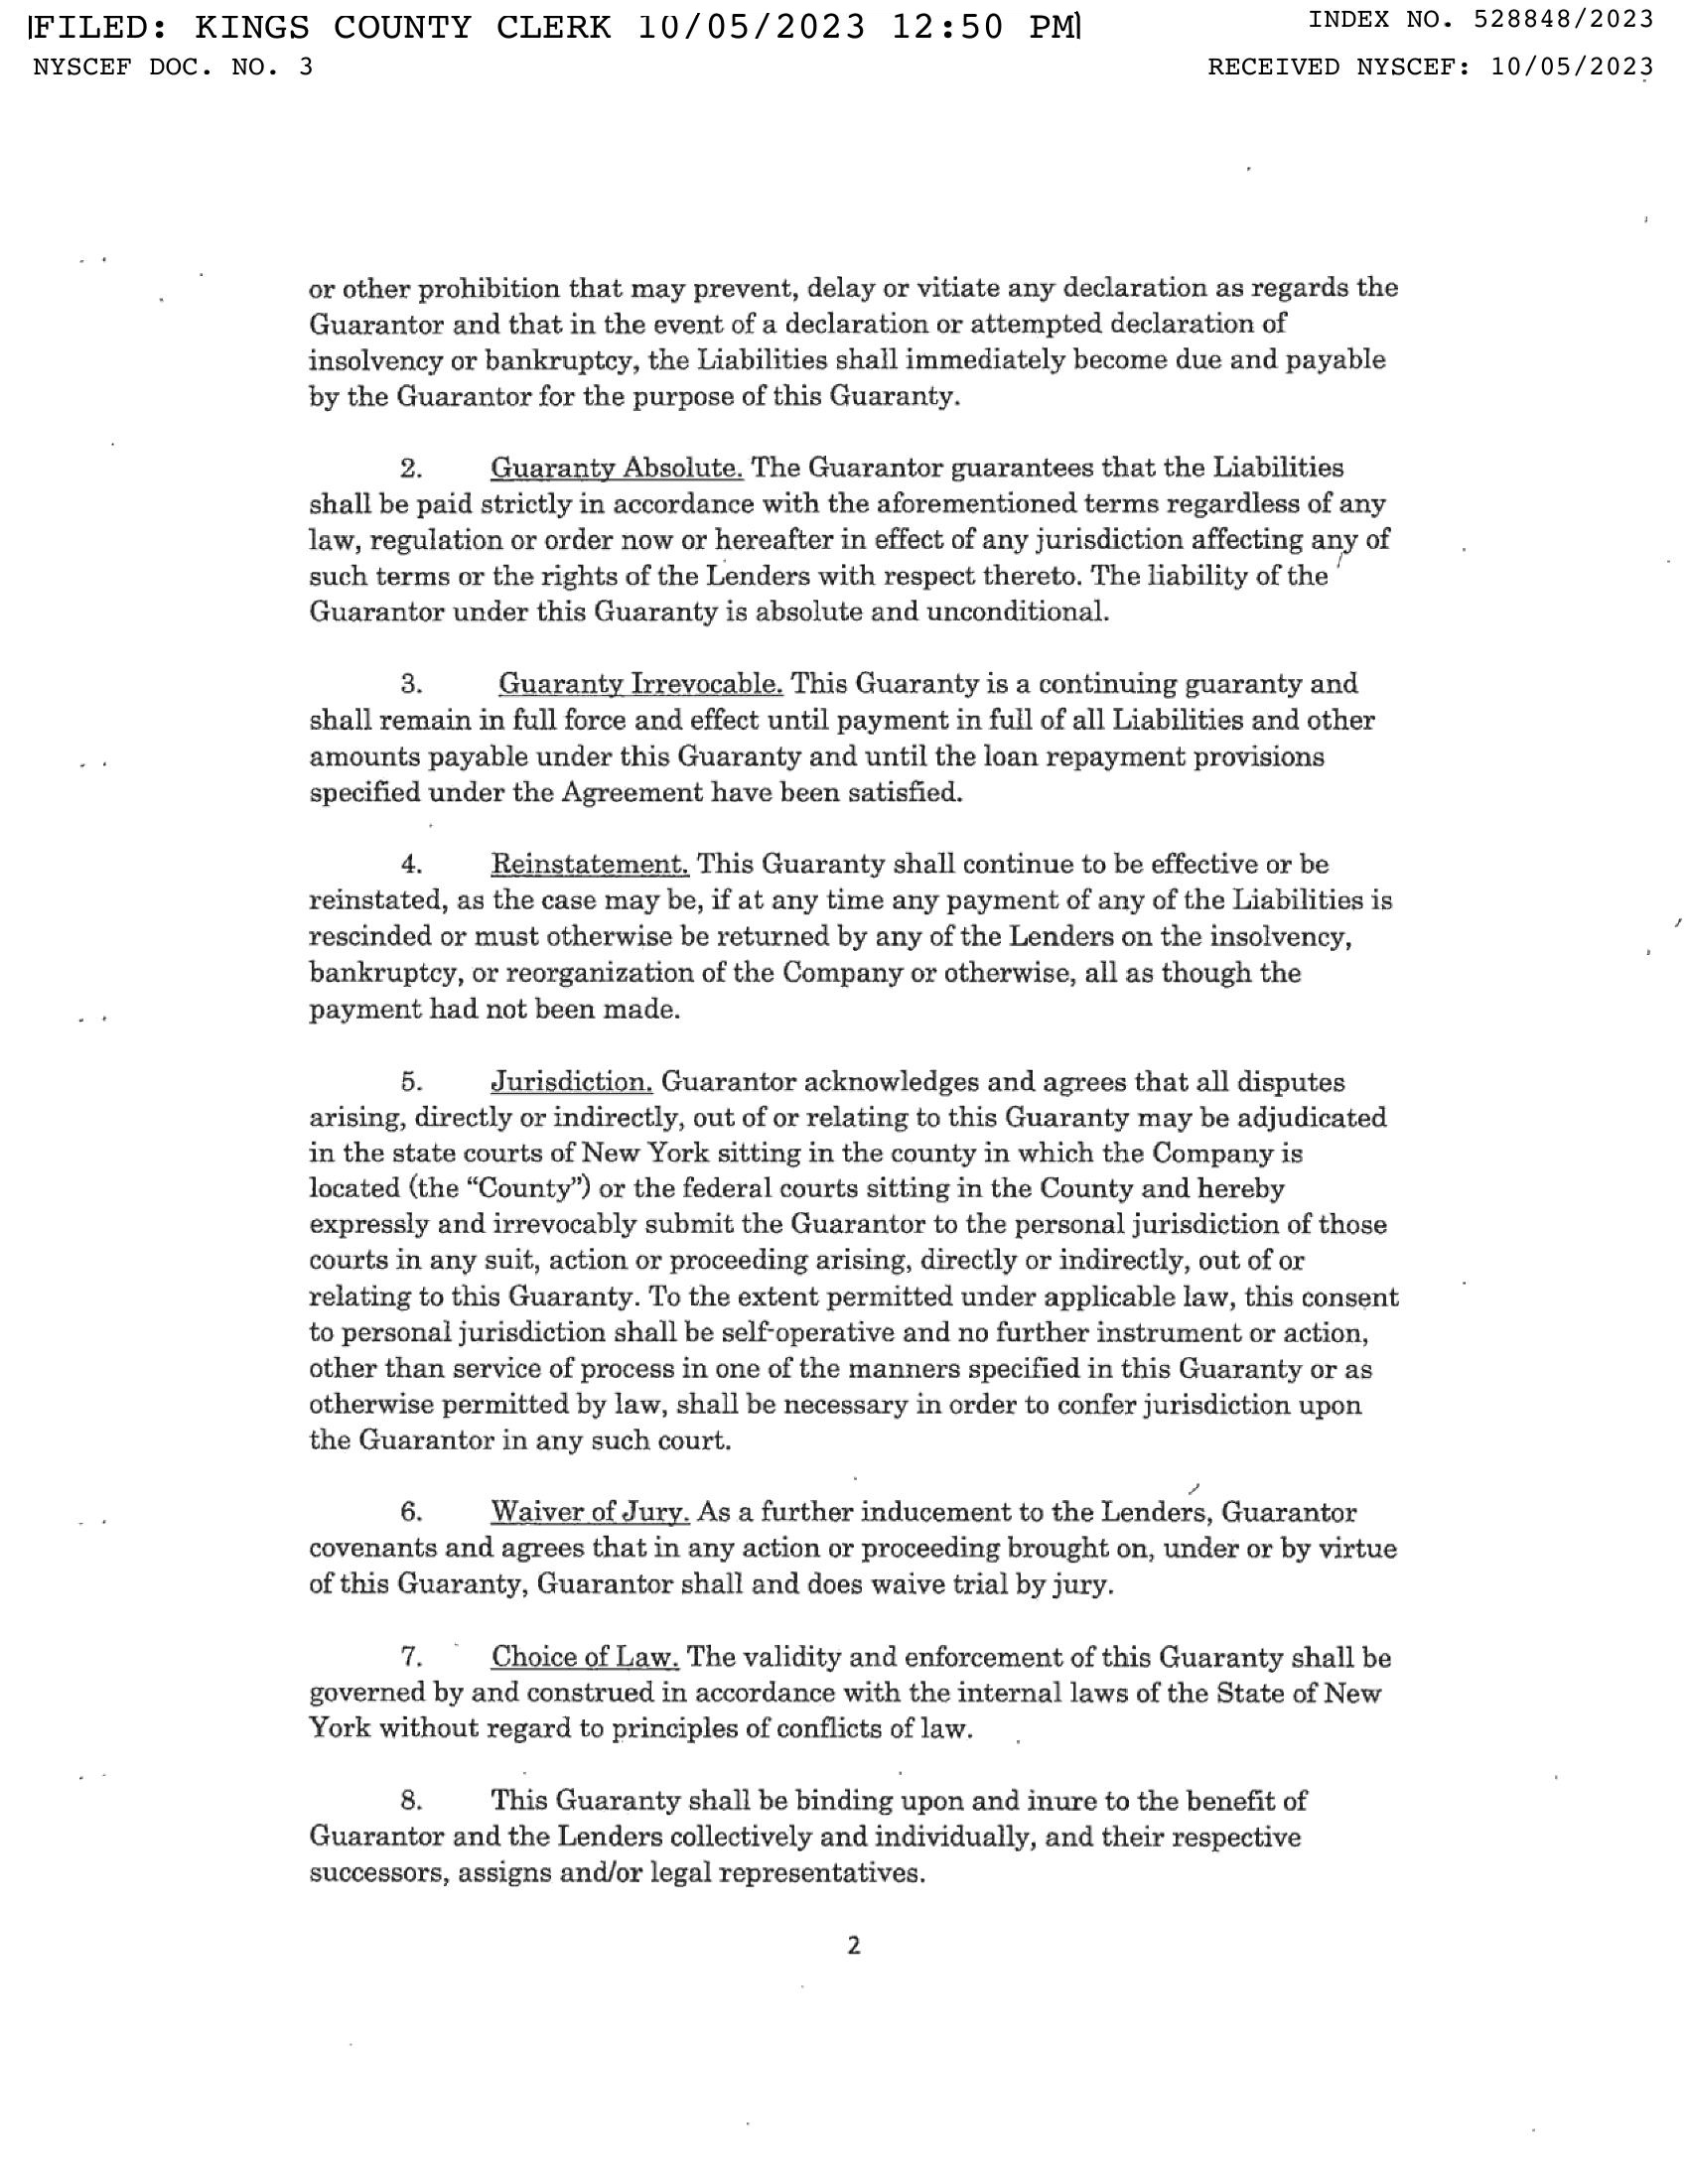 FILED: KINGS COUNTY CLERK 10/05/2023 12:50 PM
INDEX NO. 528848/2023
NYSCEF DOC. NO. 3
RECEIVED NYSCEF: 10/05/2023
or other prohibition that may prevent, delay or vitiate any declaration as regards the
Guarantor and that in the event of a declaration or attempted declaration of
insolvency or bankruptcy, the Liabilities shall immediately become due and payable
by the Guarantor for the purpose of this Guaranty.
2. Guaranty Absolute. The Guarantor guarantees that the Liabilities
shall be paid strictly in accordance with the aforementioned terms regardless of any
law, regulation or order now or hereafter in effect of any jurisdiction affecting any of
such terms or the rights of the Lenders with respect thereto. The liability of the
Guarantor under this Guaranty is absolute and unconditional.
3. Guaranty Irrevocable. This Guaranty is a continuing guaranty and
shall remain in full force and effect until payment in full of all Liabilities and other
amounts payable under this Guaranty and until the loan repayment provisions
specified under the Agreement have been satisfied.
4. Reinstatement. This Guaranty shall continue to be effective or be
reinstated, as the case may be, if at any time any payment of any of the Liabilities is
rescinded or must otherwise be returned by any of the Lenders on the insolvency,
bankruptcy, or reorganization of the Company or otherwise, all as though the
payment had not been made.
5. Jurisdiction. Guarantor acknowledges and agrees that all disputes
arising, directly or indirectly, out of or relating to this Guaranty may be adjudicated
in the state courts of New York sitting in the county in which the Company is
located (the “County”) or the federal courts sitting in the County and hereby
expressly and irrevocably submit the Guarantor to the personal jurisdiction of those
courts in any suit, action or proceeding arising, directly or indirectly, out of or
relating to this Guaranty. To the extent permitted under applicable law, this consent
to personal jurisdiction shall be self-operative and no further instrument or action,
other than service of process in one of the manners specified in this Guaranty or as
otherwise permitted by law, shall be necessary in order to confer jurisdiction upon
the Guarantor in any such court.
6. Waiver of Jury. As a further inducement to the Lenders, Guarantor
covenants and agrees that in any action or proceeding brought on, under or by virtue
of this Guaranty, Guarantor shall and does waive trial by jury.
7. Choice of Law. The validity and enforcement of this Guaranty shall be
governed by and construed in accordance with the internal laws of the State of New
York without regard to principles of conflicts of law.
8. This Guaranty shall be binding upon and inure to the benefit of
Guarantor and the Lenders collectively and individually, and their respective
successors, assigns and/or legal representatives.
2